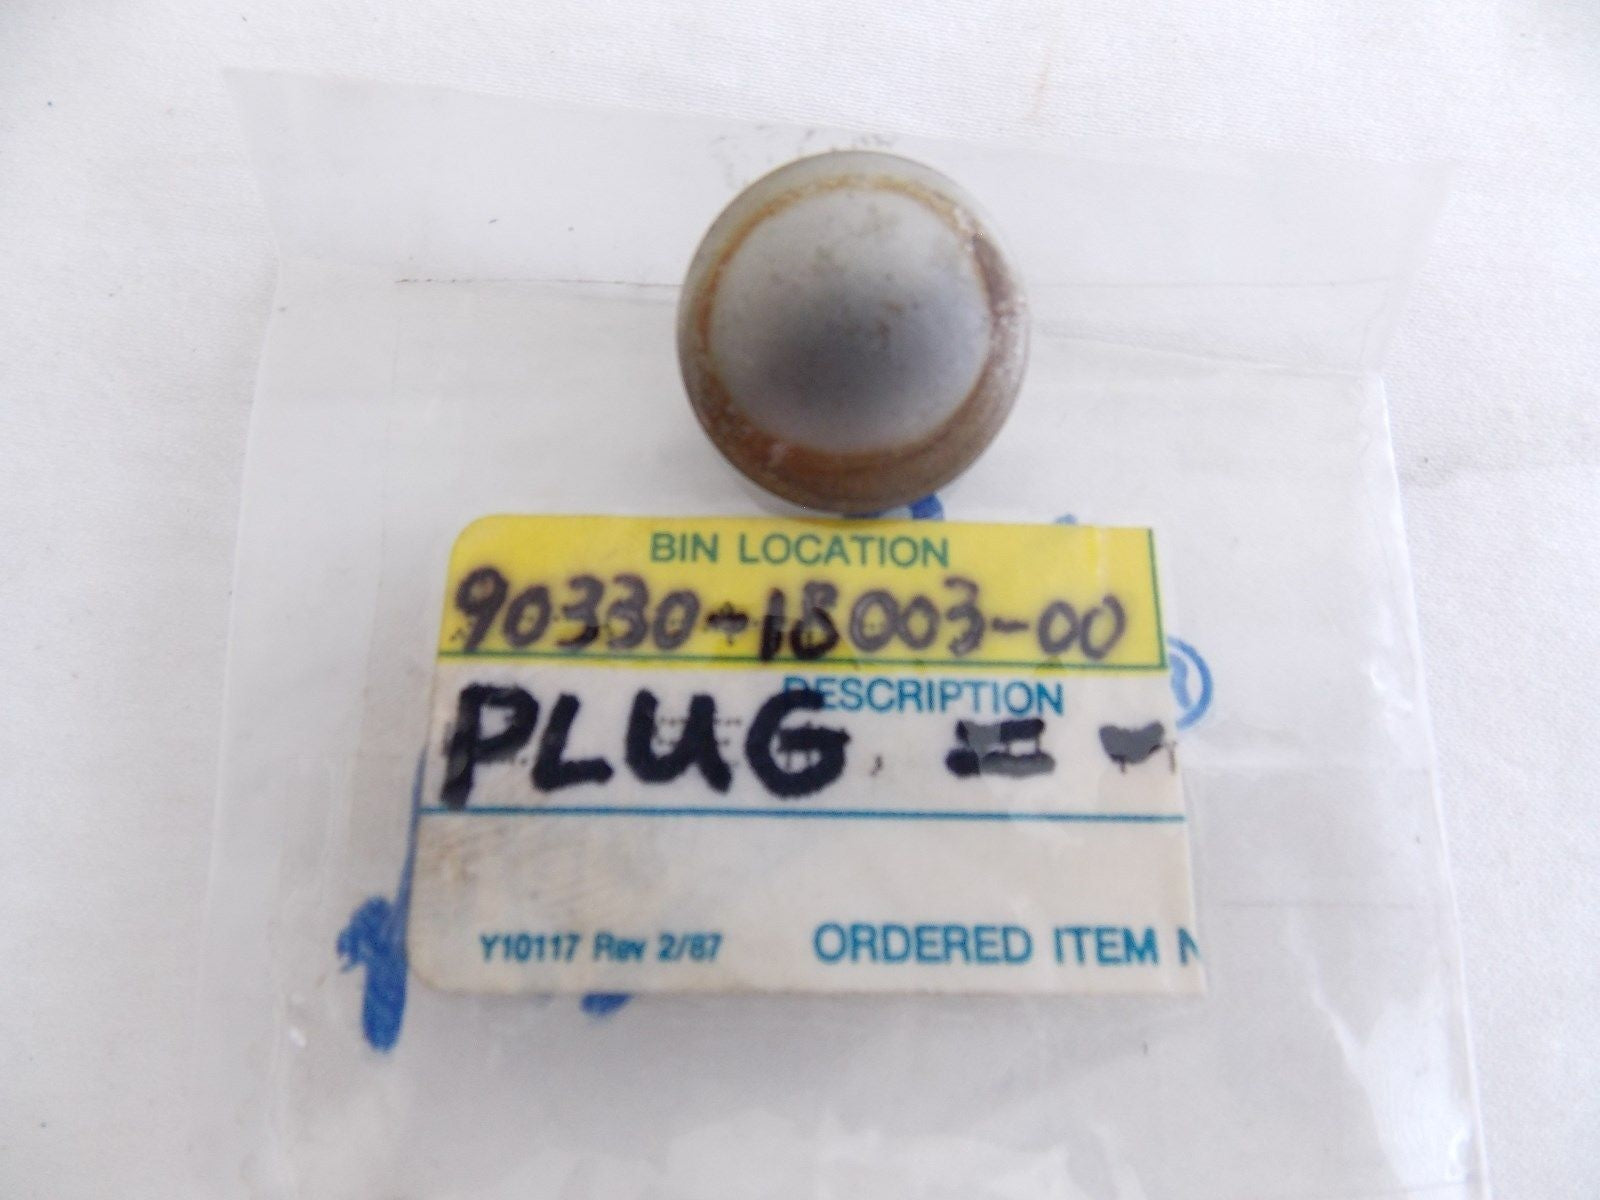 BIN LOCATION
90330-18003-00
DESCRIPTION
PLUG
Y10117 Rev 2/87 ORDERED ITEM N